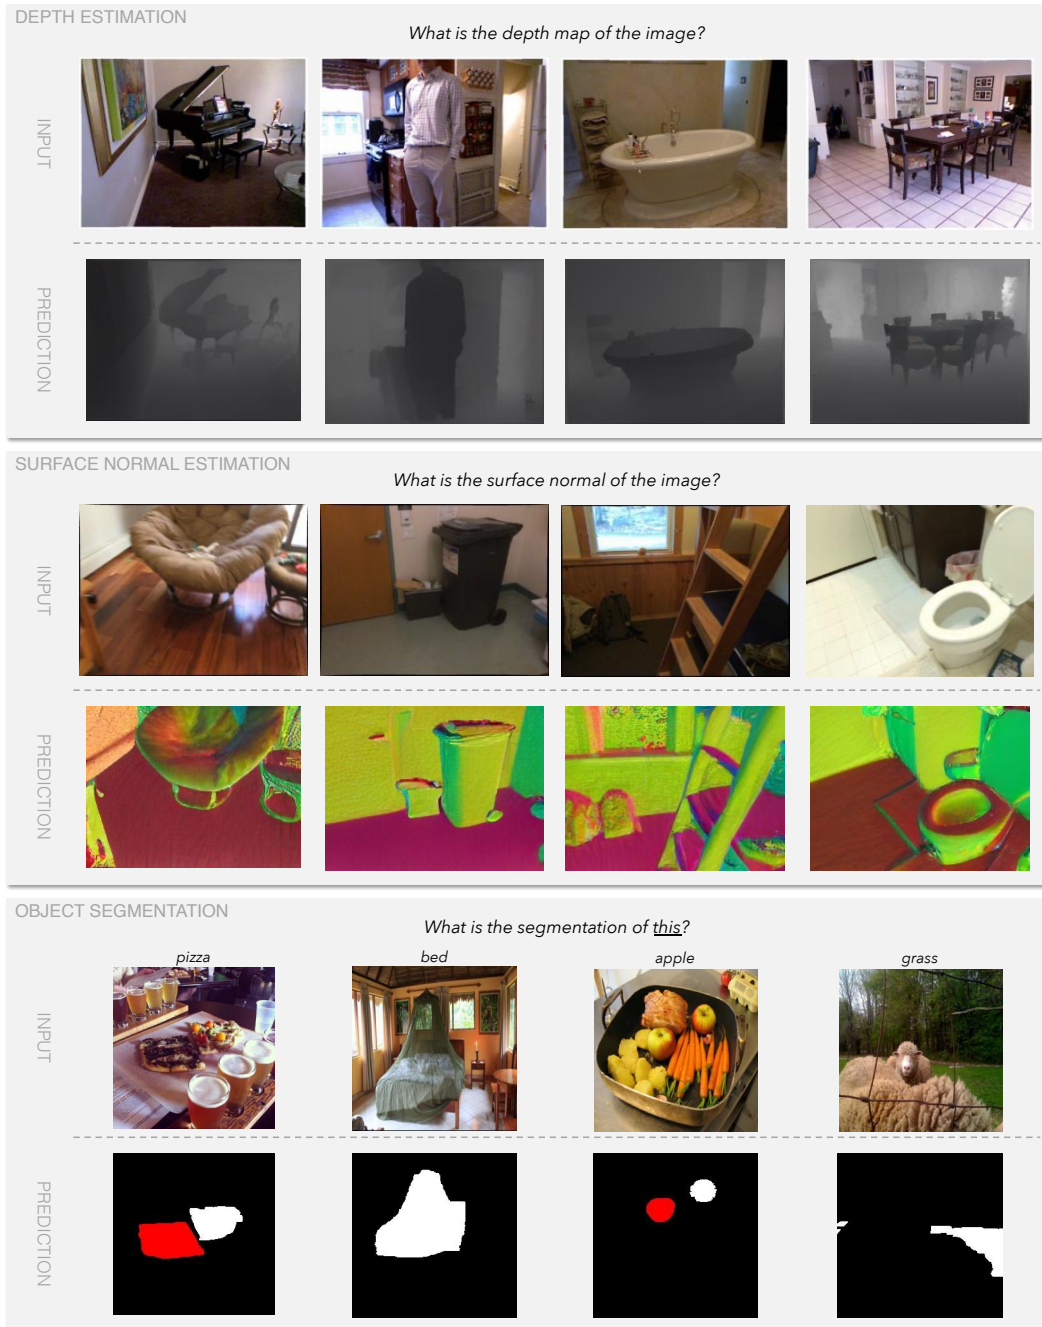 DEPTH ESTIMATION
What is the depth map of the image?
INPUT
PREDICTION
SURFACE NORMAL ESTIMATION
What is the surface normal of the image?
INPUT
PREDICTION
OBJECT SEGMENTATION
What is the segmentation of this?
pizza
bed
apple
grass
INPUT
PREDICTION